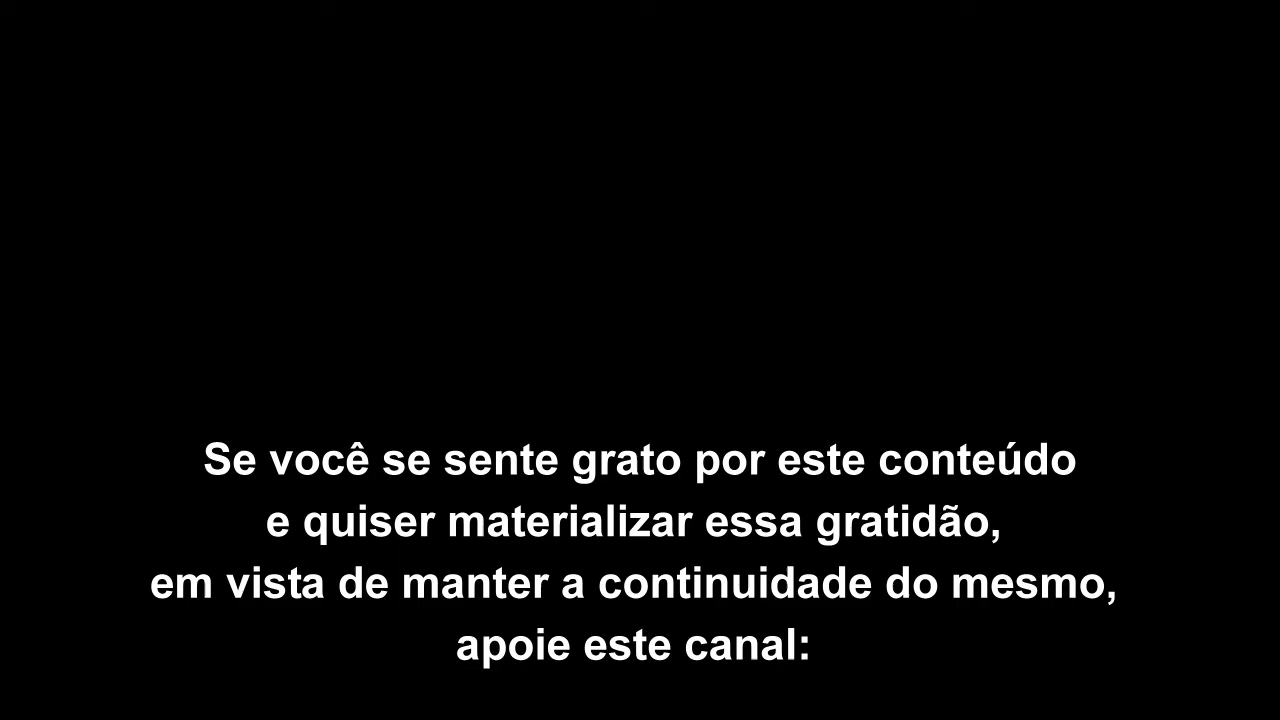 Se você se sente grato por este conteúdo
e quiser materializar essa gratidão,
em vista de manter a continuidade do mesmo,
apoie este canal: